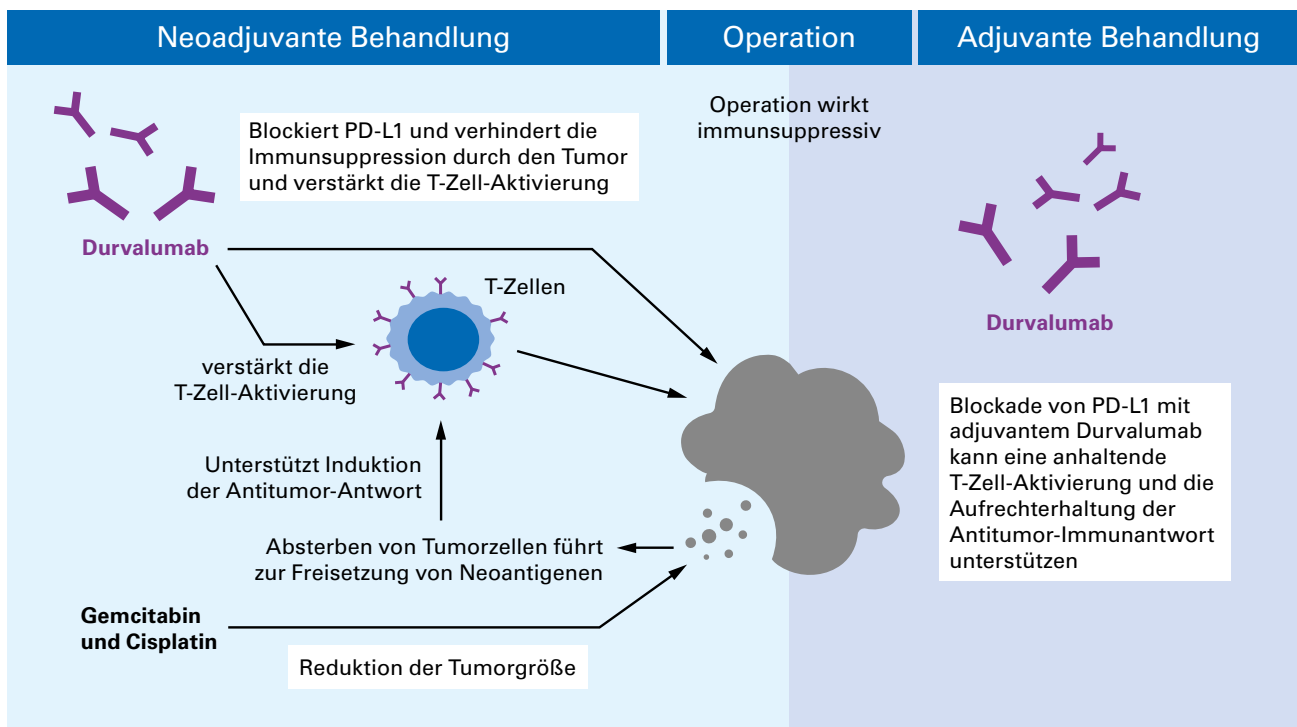 Neoadjuvante Behandlung
Operation
Adjuvante Behandlung
Blockiert PD-L1 und verhindert die
Immunsuppression durch den Tumor
und verstärkt die T-Zell-Aktivierung
Operation wirkt
immunsuppressiv
Durvalumab
T-Zellen
Durvalumab
verstärkt die
T-Zell-Aktivierung
Blockade von PD-L1 mit
adjuvantem Durvalumab
kann eine anhaltende
T-Zell-Aktivierung und die
Aufrechterhaltung der
Antitumor-Immunantwort
unterstützen
Unterstützt Induktion
der Antitumor-Antwort
Absterben von Tumorzellen führt
zur Freisetzung von Neoantigenen
Gemcitabin
und Cisplatin
Reduktion der Tumorgröße